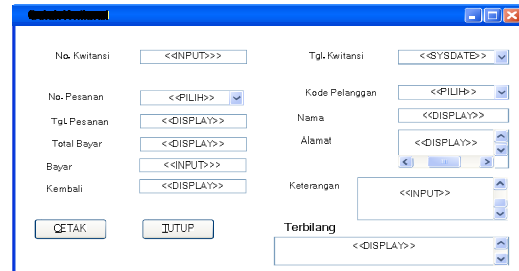 No. Kwitansi <<INPUT>>> Tgl. Kwitansi <<SYSDATE>>
No. Pesanan <<PILIH>> Kode Pelanggan <<PILIH>>
Tgl. Pesanan <<DISPLAY>> Nama <<DISPLAY>>
Total Bayar <<DISPLAY>> Alamat <<DISPLAY>>
Bayar <<INPUT>>>
Kembali <<DISPLAY>> Keterangan <<INPUT>>
CETAK TUTUP Terbilang
<<DISPLAY>>